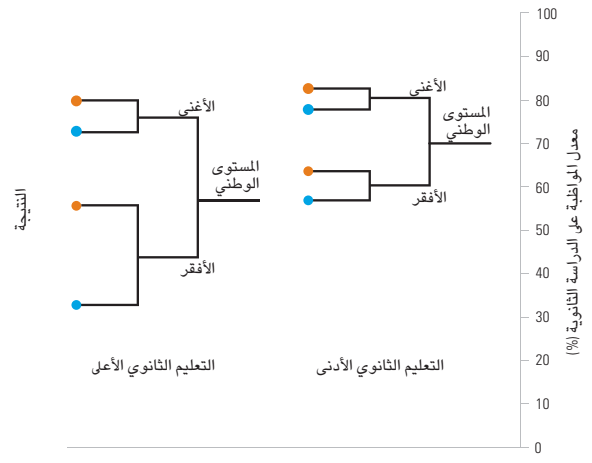 100
90
80
70
60
50
40
30
20
10
0
معدل المواظبة على الدراسة الثانوية (%)
الأغنى
المستوى
الوطني
الأفقر
التعليم الثانوي الأدنى
الأغنى
المستوى
الوطني
الأفقر
التعليم الثانوي الأعلى
النتيجة